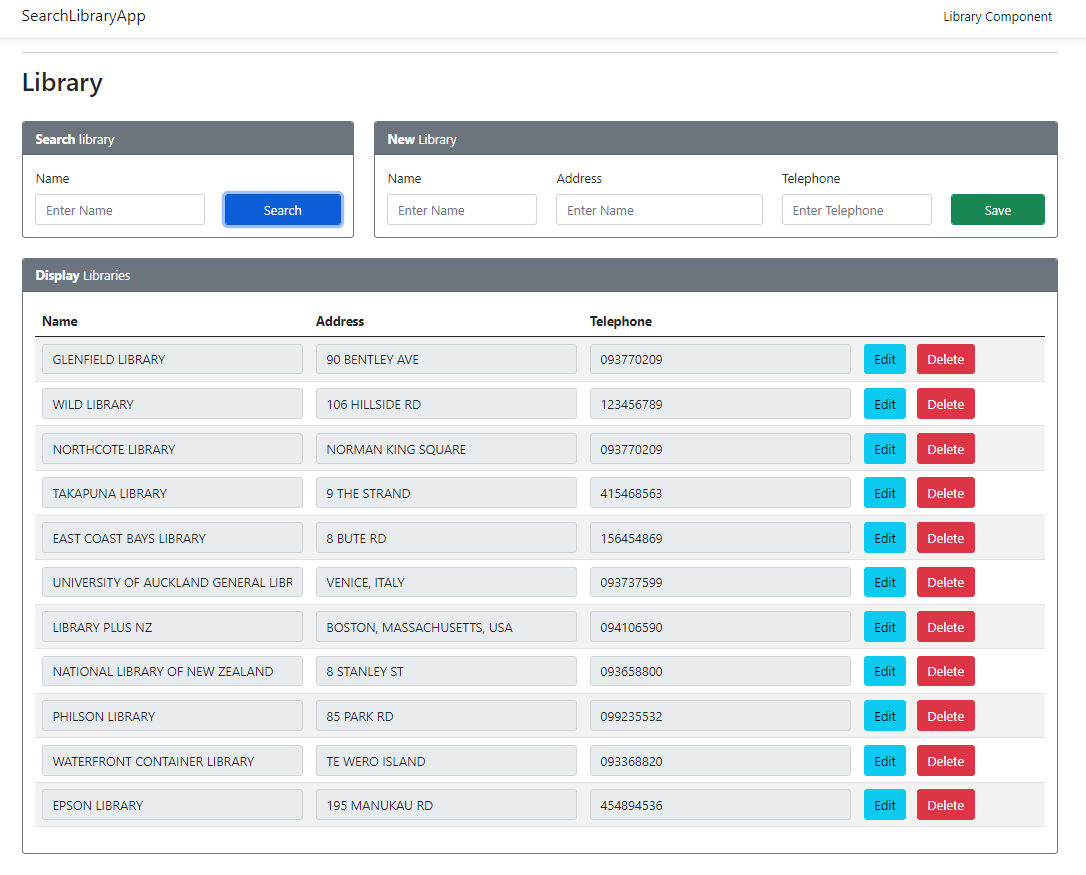 SearchLibraryApp Library Component
Library
Search library
Name
Enter Name Search
New Library
Name Address Telephone
Enter Name Enter Name Enter Telephone Save
Display Libraries
Name Address Telephone
GLENFIELD LIBRARY 90 BENTLEY AVE 093770209 Edit Delete
WILD LIBRARY 106 HILLSIDE RD 123456789 Edit Delete
NORTHCOTE LIBRARY NORMAN KING SQUARE 093770209 Edit Delete
TAKAPUNA LIBRARY 9 THE STRAND 415468563 Edit Delete
EAST COAST BAYS LIBRARY 8 BUTE RD 156454869 Edit Delete
UNIVERSITY OF AUCKLAND GENERAL LIBR VENICE, ITALY 093737599 Edit Delete
LIBRARY PLUS NZ BOSTON, MASSACHUSETTS, USA 094106590 Edit Delete
NATIONAL LIBRARY OF NEW ZEALAND 8 STANLEY ST 093658800 Edit Delete
PHILSON LIBRARY 85 PARK RD 099235532 Edit Delete
WATERFRONT CONTAINER LIBRARY TE WERO ISLAND 093368820 Edit Delete
EPSON LIBRARY 195 MANUKAU RD 454894536 Edit Delete